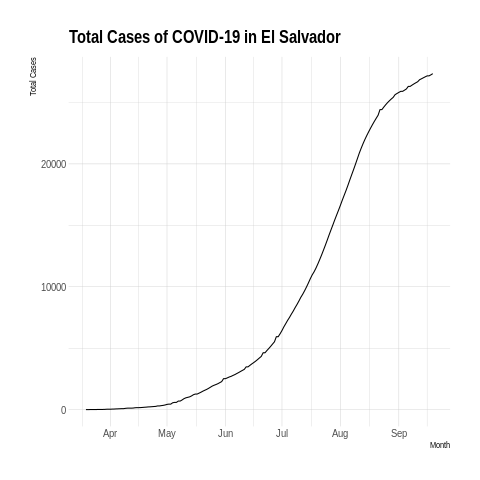 Total Cases of COVID-19 in El Salvador
Total Cases
20000
10000
0
Apr May Jun Jul Aug Sep
Month